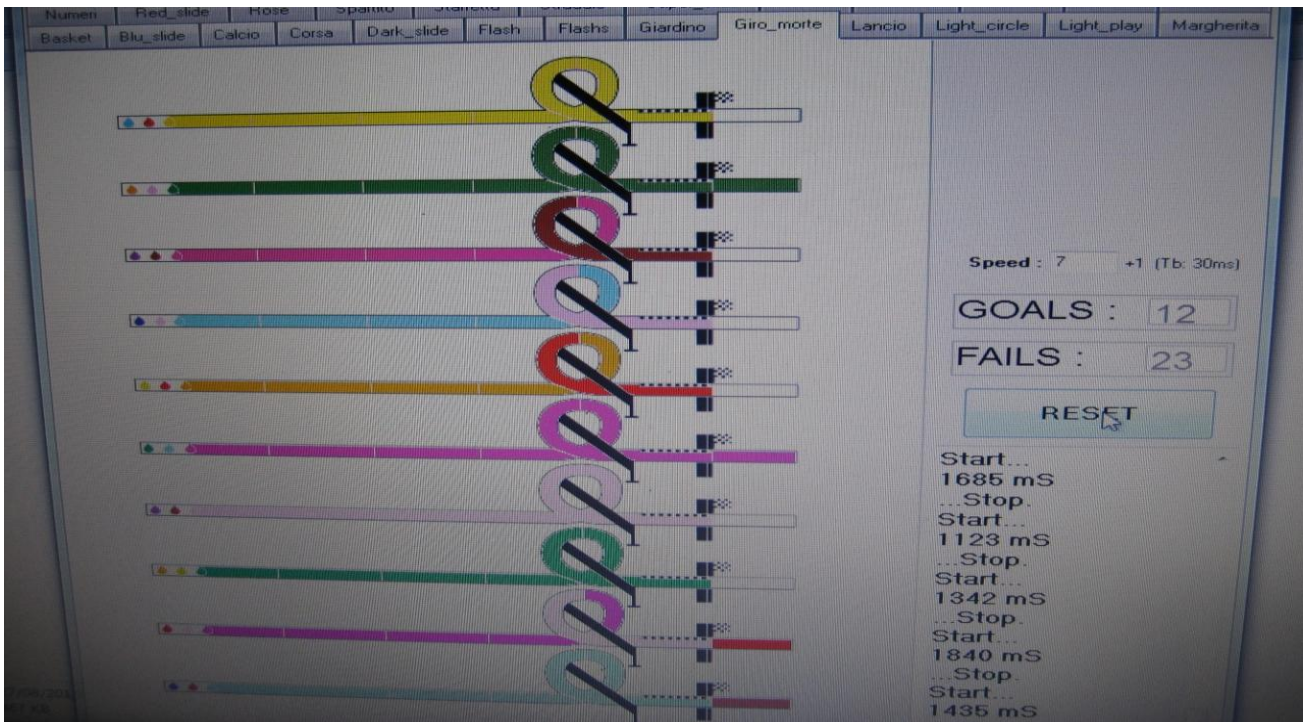 Numeri Red_slide Rose Spartito Staffetta
Basket Blu_slide Calcio Corsa Dark_slide Flash Flashs Giardino Giro_morte Lancio Light_circle Light_play Margherita
Speed : 7 +1 (Tb: 30ms)
GOALS : 12
FAILS : 23
RESET
Start...
1685 mS
...Stop.
Start...
1123 mS
...Stop.
Start...
1342 mS
...Stop.
Start...
1840 mS
...Stop.
Start...
1435 mS